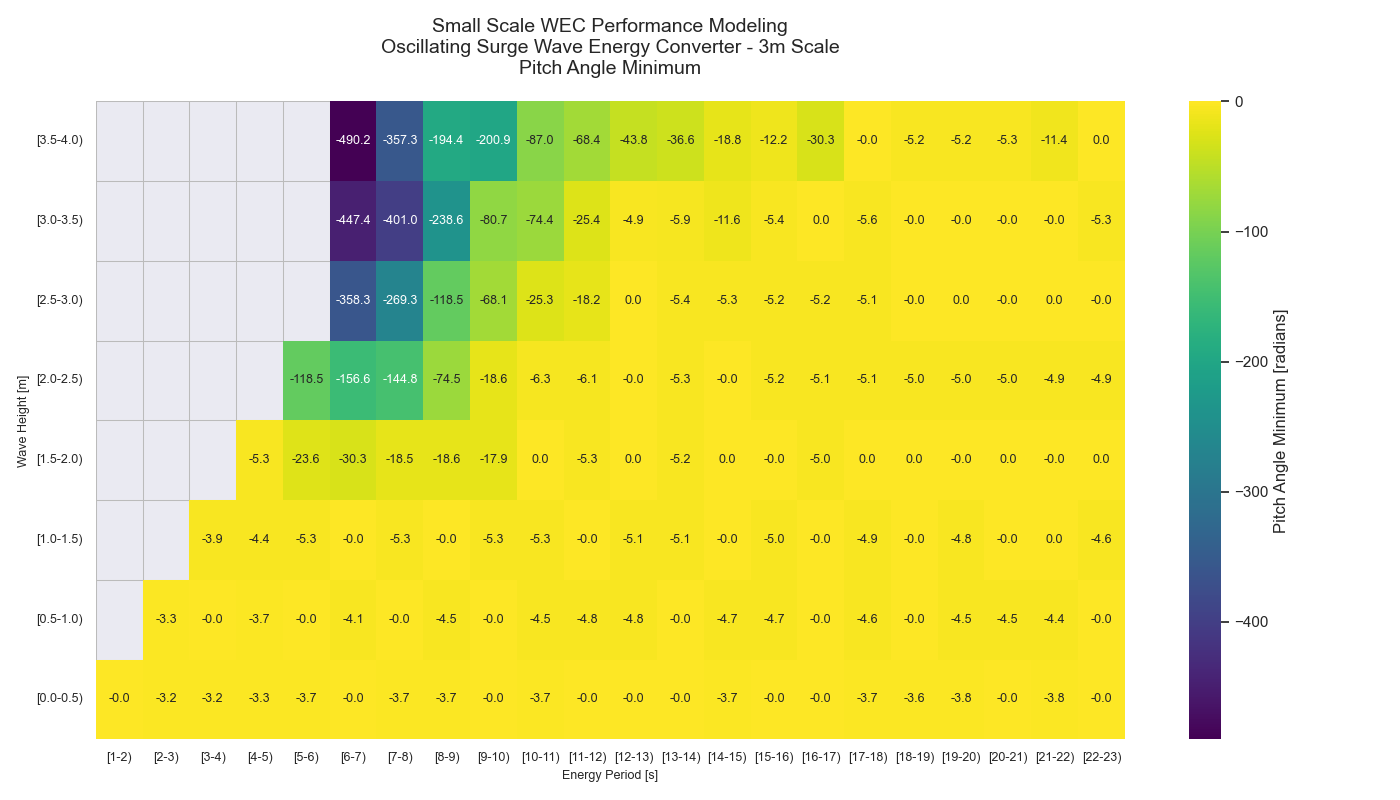 Small Scale WEC Performance Modeling
Oscillating Surge Wave Energy Converter - 3m Scale
Pitch Angle Minimum
[3.5-4.0) -490.2 -357.3 -194.4 -200.9 -87.0 -68.4 -43.8 -36.6 -18.8 -12.2 -30.3 -0.0 -5.2 -5.2 -5.3 -11.4 0.0
[3.0-3.5) -447.4 -401.0 -238.6 -80.7 -74.4 -25.4 -4.9 -5.9 -11.6 -5.4 0.0 -5.6 -0.0 -0.0 -0.0 -0.0 -5.3
[2.5-3.0) -358.3 -269.3 -118.5 -68.1 -25.3 -18.2 0.0 -5.4 -5.3 -5.2 -5.2 -5.1 -0.0 0.0 -0.0 0.0 -0.0
[2.0-2.5) -118.5 -156.6 -144.8 -74.5 -18.6 -6.3 -6.1 -0.0 -5.3 -0.0 -5.2 -5.1 -5.1 -5.0 -5.0 -5.0 -4.9 -4.9
[1.5-2.0) -5.3 -23.6 -30.3 -18.5 -18.6 -17.9 0.0 -5.3 0.0 -5.2 0.0 -0.0 -5.0 0.0 0.0 -0.0 0.0 -0.0 0.0
[1.0-1.5) -3.9 -4.4 -5.3 -0.0 -5.3 -0.0 -5.3 -5.3 -0.0 -5.1 -5.1 -0.0 -5.0 -0.0 -4.9 -0.0 -4.8 -0.0 0.0 -4.6
[0.5-1.0) -3.3 -0.0 -3.7 -0.0 -4.1 -0.0 -4.5 -0.0 -4.5 -4.8 -4.8 -0.0 -4.7 -4.7 -0.0 -4.6 -0.0 -4.5 -4.5 -4.4 -0.0
[0.0-0.5) -0.0 -3.2 -3.2 -3.3 -3.7 -0.0 -3.7 -3.7 -0.0 -3.7 -0.0 -0.0 -0.0 -3.7 -0.0 -0.0 -3.7 -3.6 -3.8 -0.0 -3.8 -0.0
[1-2) [2-3) [3-4) [4-5) [5-6) [6-7) [7-8) [8-9) [9-10) [10-11) [11-12) [12-13) [13-14) [14-15) [15-16) [16-17) [17-18) [18-19) [19-20) [20-21) [21-22) [22-23)
Energy Period [s]
Wave Height [m]
0
−100
−200
−300
−400
Pitch Angle Minimum [radians]